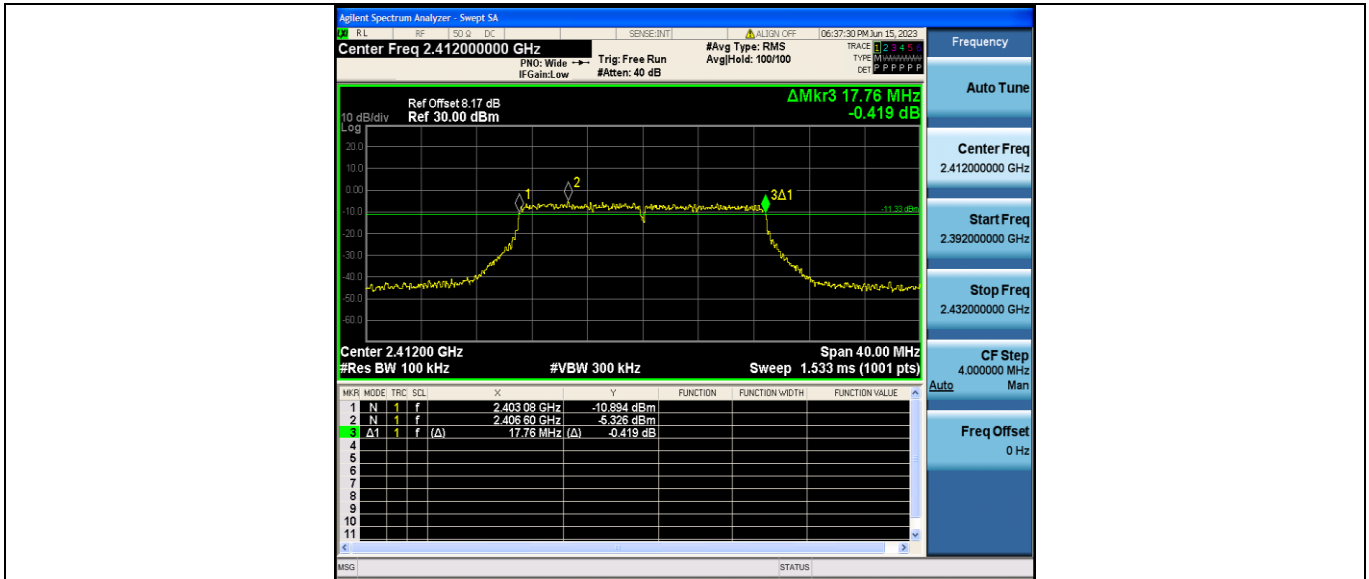 Agilent Spectrum Analyzer - Swept SA
LXI RL RF 50 Ω DC SENSE:INT ALIGN OFF 06:37:30 PM Jun 15, 2023
Center Freq 2.412000000 GHz
PNO: Wide
IFGain:Low
Trig: Free Run
#Atten: 40 dB
#Avg Type: RMS
Avg|Hold: 100/100
TRACE 1 2 3 4 5 6
TYPE M WWWWW
DET P P P P P P
ΔMkr3 17.76 MHz
-0.419 dB
Ref Offset 8.17 dB
10 dB/div Ref 30.00 dBm
Log
20.0
10.0
0.00
-10.0
-20.0
-30.0
-40.0
-50.0
-60.0
1
2
3Δ1
-11.33 dBm
Center 2.41200 GHz Span 40.00 MHz
#Res BW 100 kHz #VBW 300 kHz Sweep 1.533 ms (1001 pts)
MKR MODE TRC SCL X Y FUNCTION FUNCTION WIDTH FUNCTION VALUE
1 N 1 f 2.403 08 GHz -10.894 dBm
2 N 1 f 2.406 60 GHz -5.326 dBm
3 Δ1 1 f (Δ) 17.76 MHz (Δ) -0.419 dB
4
5
6
7
8
9
10
11
MSG STATUS
Frequency
Auto Tune
Center Freq
2.412000000 GHz
Start Freq
2.392000000 GHz
Stop Freq
2.432000000 GHz
CF Step
4.000000 MHz
Auto Man
Freq Offset
0 Hz